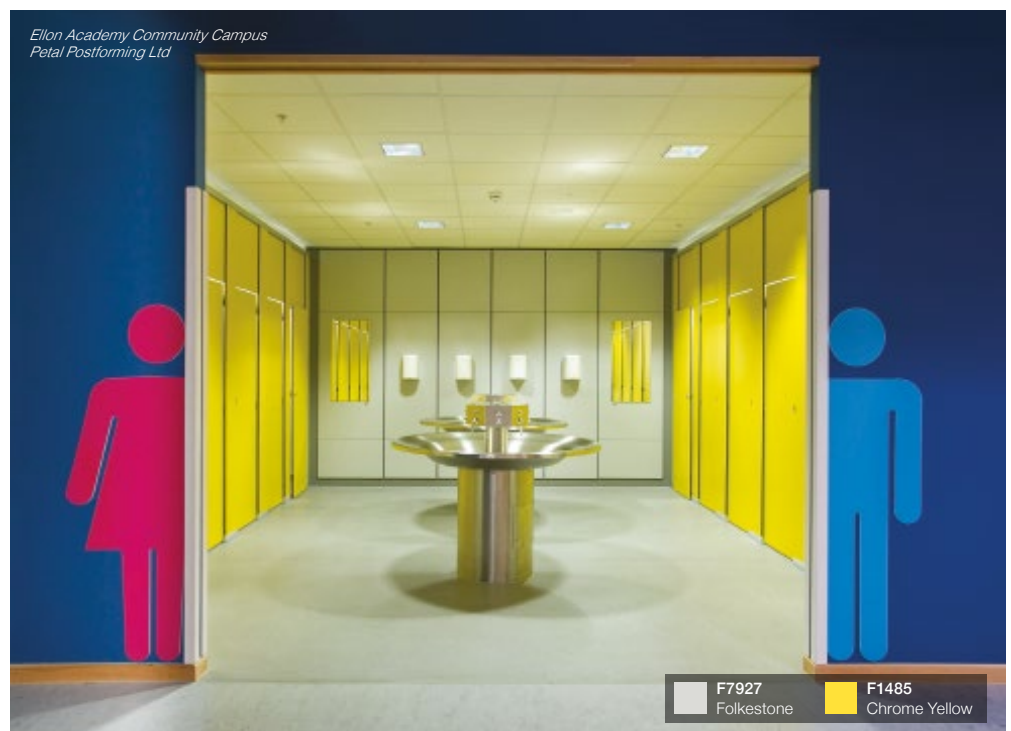 Ellon Academy Community Campus
Petal Postforming Ltd
F7927
Folkestone
F1485
Chrome Yellow